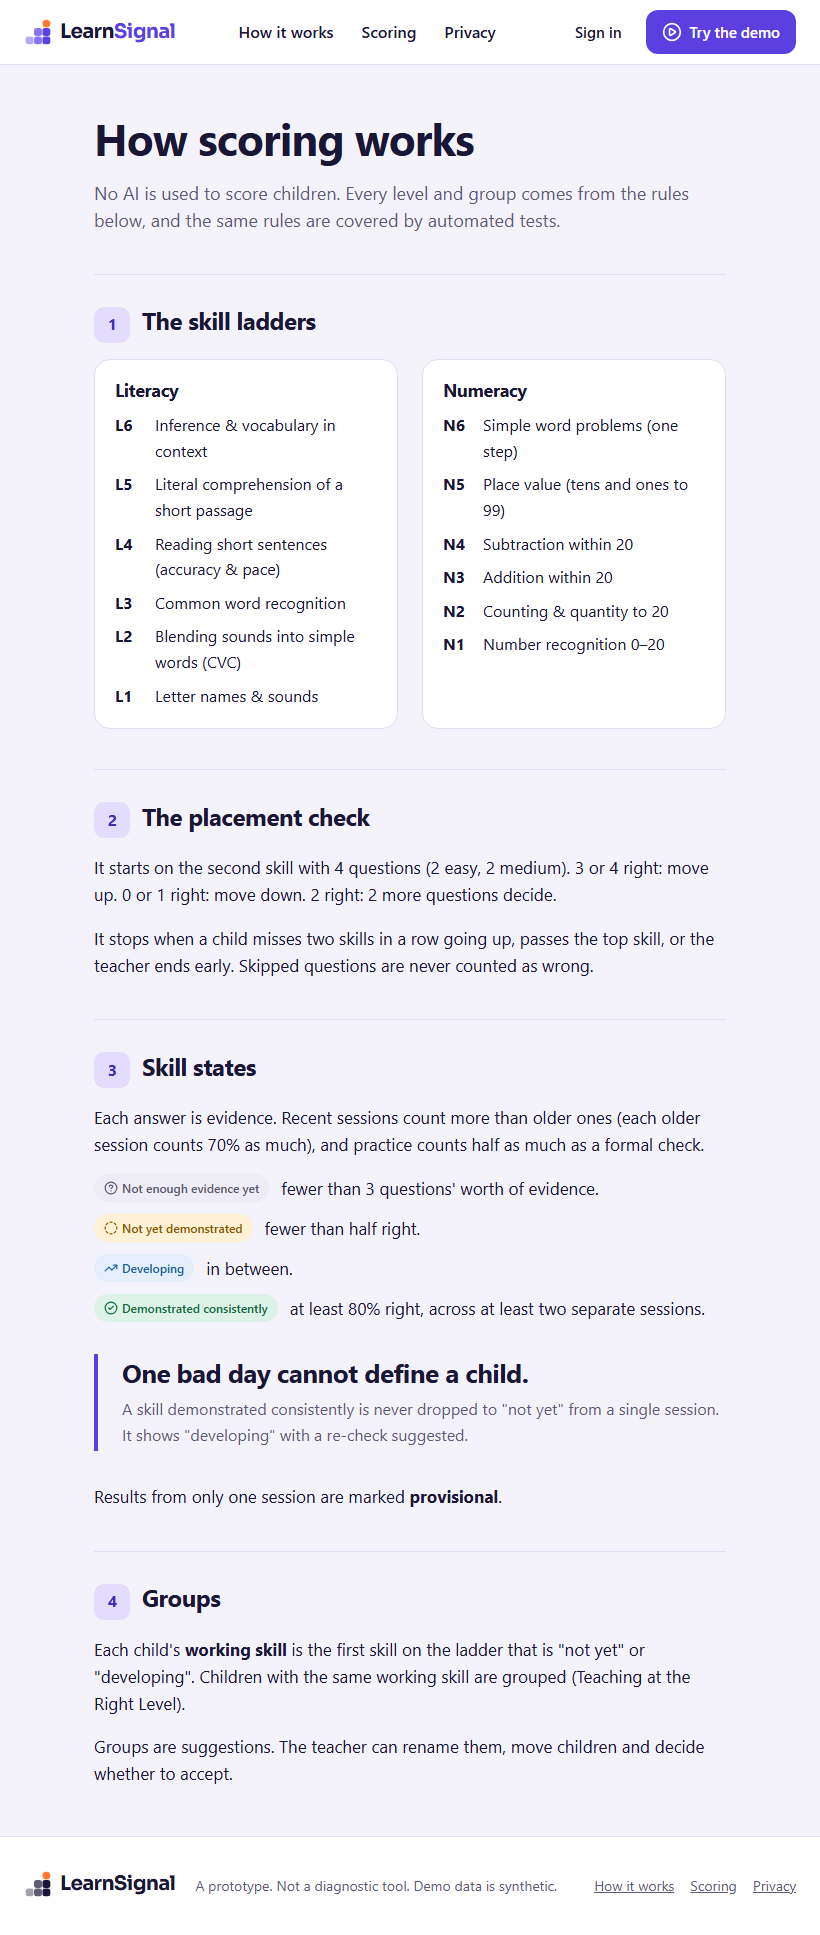 LearnSignal
How it works
Scoring
Privacy
Sign in
Try the demo
How scoring works
No AI is used to score children. Every level and group comes from the rules
below, and the same rules are covered by automated tests.
1
The skill ladders
Literacy
L6 Inference & vocabulary in
context
L5 Literal comprehension of a
short passage
L4 Reading short sentences
(accuracy & pace)
L3 Common word recognition
L2 Blending sounds into simple
words (CVC)
L1 Letter names & sounds
Numeracy
N6 Simple word problems (one
step)
N5 Place value (tens and ones to
99)
N4 Subtraction within 20
N3 Addition within 20
N2 Counting & quantity to 20
N1 Number recognition 0–20
2
The placement check
It starts on the second skill with 4 questions (2 easy, 2 medium). 3 or 4 right: move
up. 0 or 1 right: move down. 2 right: 2 more questions decide.
It stops when a child misses two skills in a row going up, passes the top skill, or the
teacher ends early. Skipped questions are never counted as wrong.
3
Skill states
Each answer is evidence. Recent sessions count more than older ones (each older
session counts 70% as much), and practice counts half as much as a formal check.
Not enough evidence yet fewer than 3 questions' worth of evidence.
Not yet demonstrated fewer than half right.
Developing in between.
Demonstrated consistently at least 80% right, across at least two separate sessions.
One bad day cannot define a child.
A skill demonstrated consistently is never dropped to "not yet" from a single session.
It shows "developing" with a re-check suggested.
Results from only one session are marked provisional.
4
Groups
Each child's working skill is the first skill on the ladder that is "not yet" or
"developing". Children with the same working skill are grouped (Teaching at the
Right Level).
Groups are suggestions. The teacher can rename them, move children and decide
whether to accept.
LearnSignal
A prototype. Not a diagnostic tool. Demo data is synthetic.
How it works
Scoring
Privacy